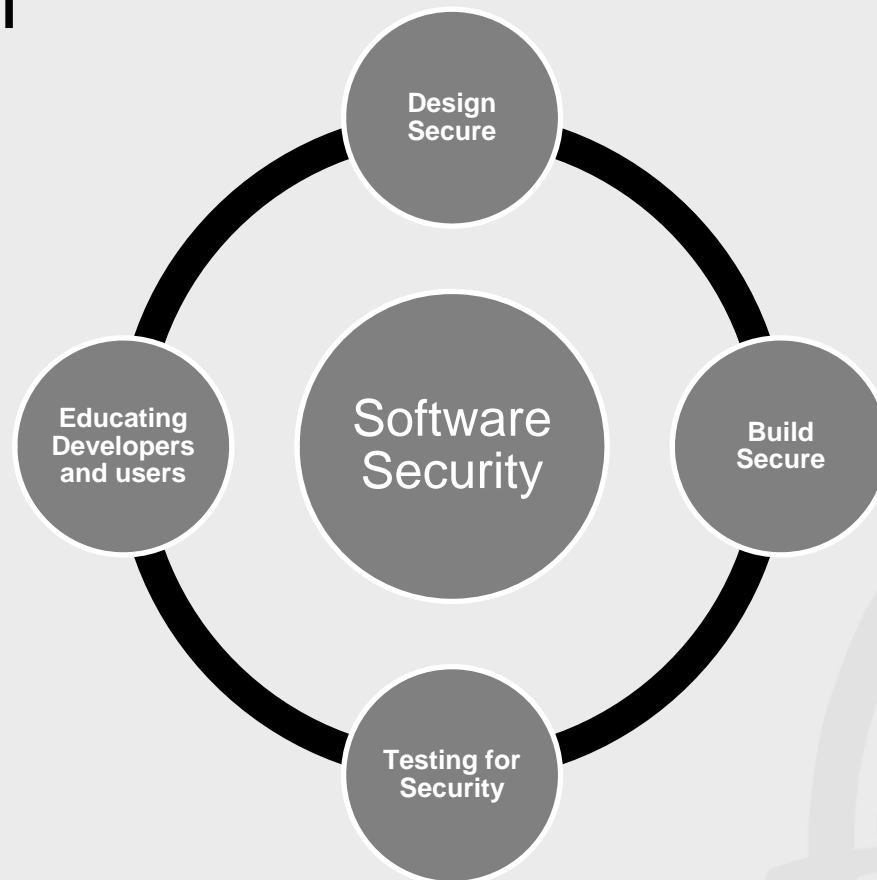 Design
Secure
Educating
Developers
and users
Software
Security
Build
Secure
Testing for
Security